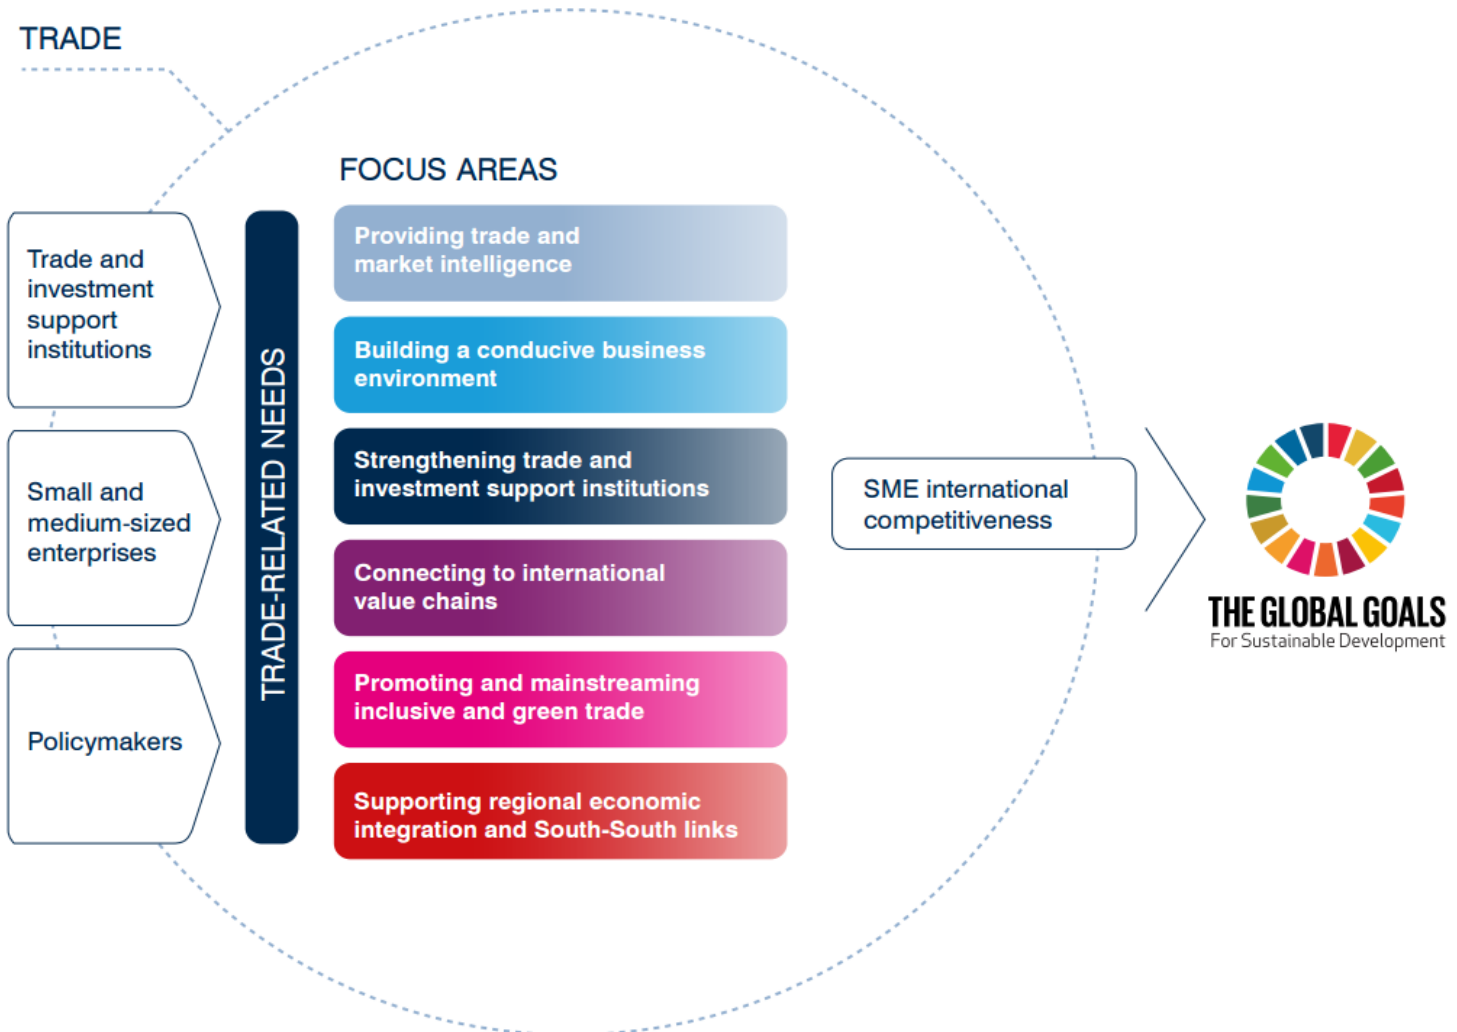 TRADE
Trade and
investment
support
institutions
Small and
medium-sized
enterprises
Policymakers
TRADE-RELATED NEEDS
FOCUS AREAS
Providing trade and
market intelligence
Building a conducive business
environment
Strengthening trade and
investment support institutions
Connecting to international
value chains
Promoting and mainstreaming
inclusive and green trade
Supporting regional economic
integration and South-South links
SME international
competitiveness
THE GLOBAL GOALS
For Sustainable Development